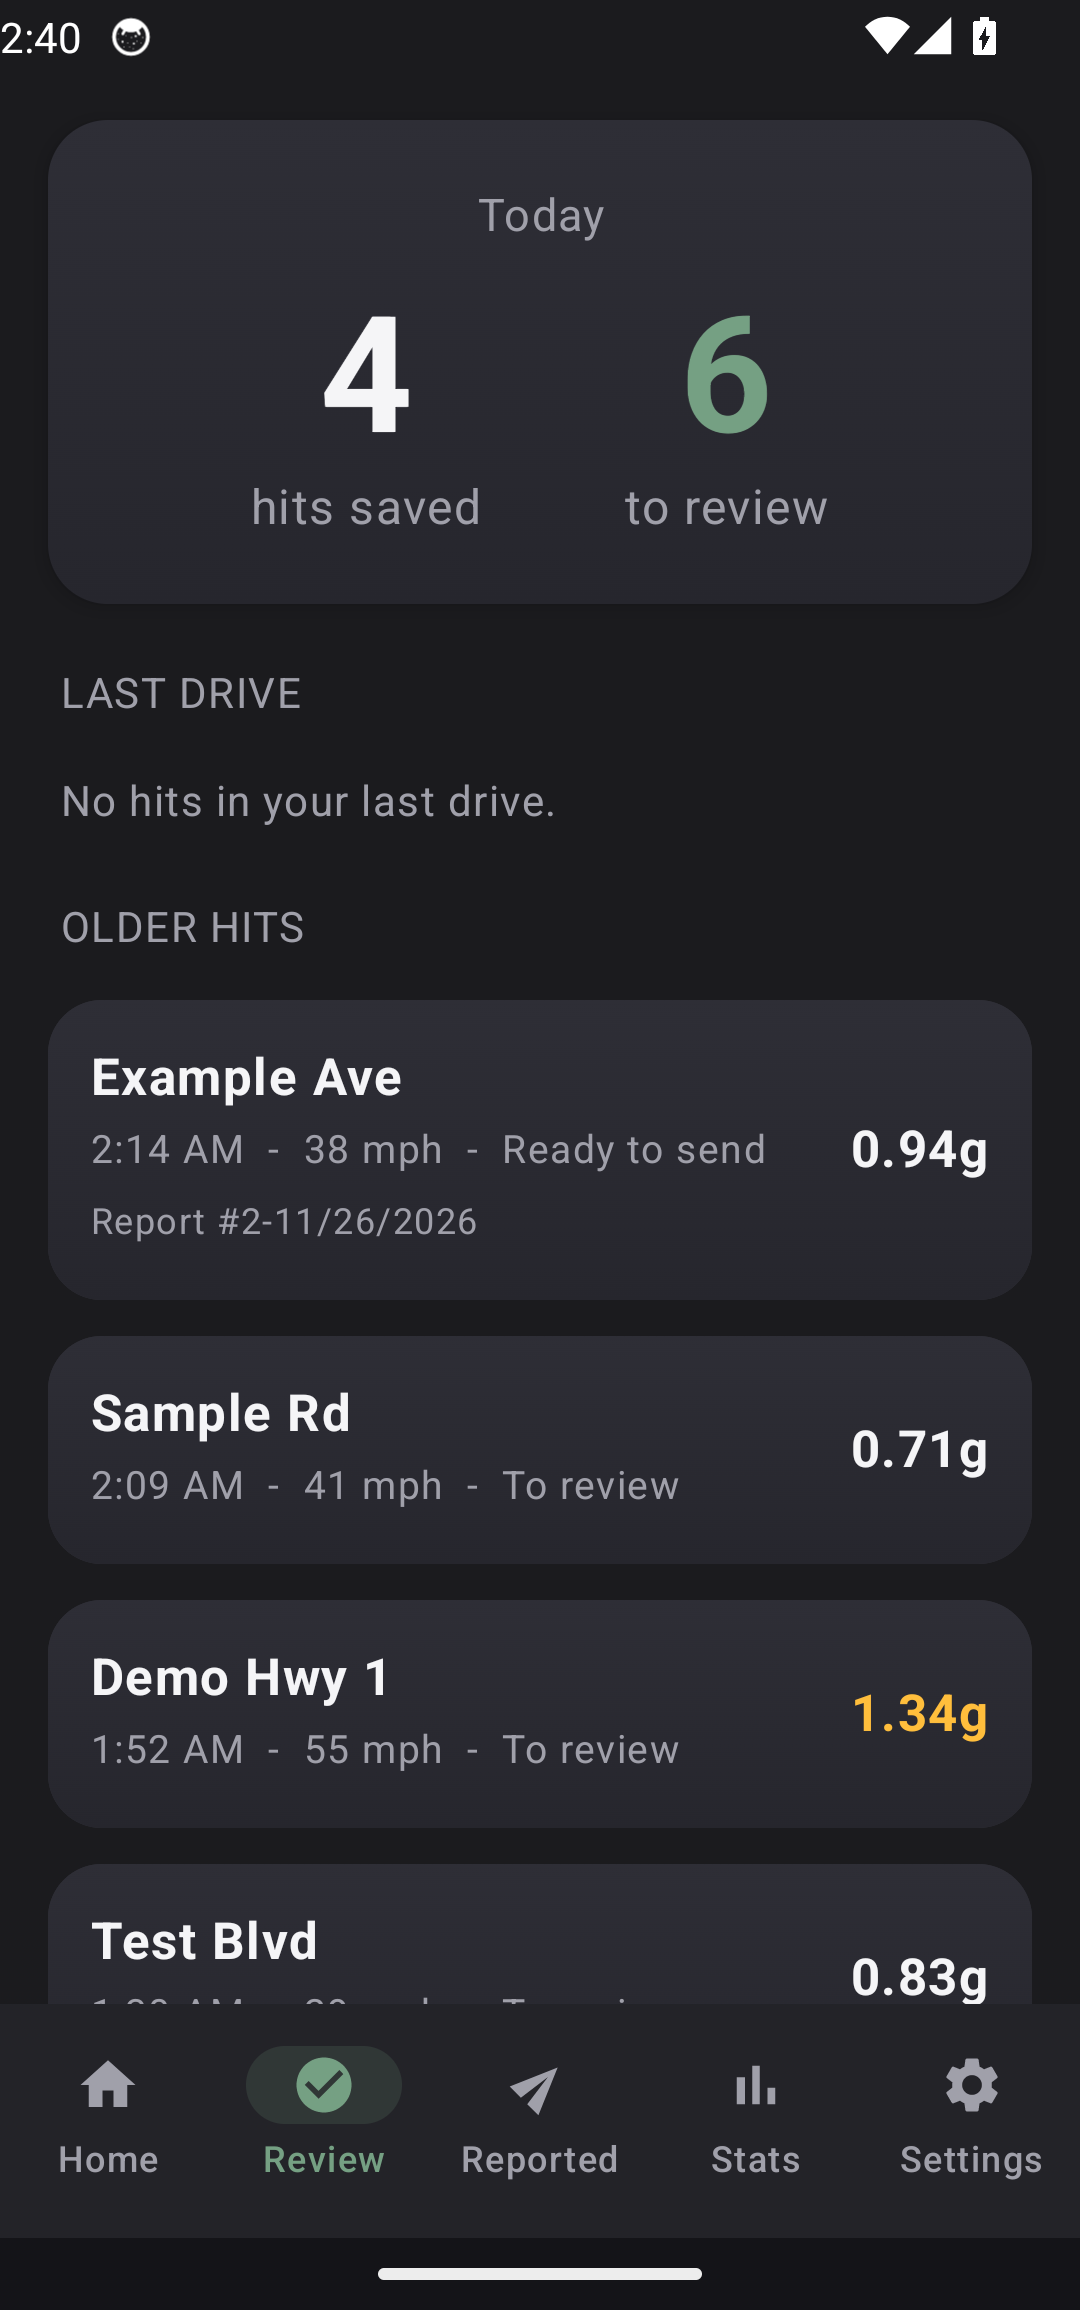 2:40
Today
4 6
hits saved to review
LAST DRIVE
No hits in your last drive.
OLDER HITS
Example Ave
2:14 AM - 38 mph - Ready to send
0.94g
Report #2-11/26/2026
Sample Rd
0.71g
2:09 AM - 41 mph - To review
Demo Hwy 1
1.34g
1:52 AM - 55 mph - To review
Test Blvd
0.83g
Home Review Reported Stats Settings